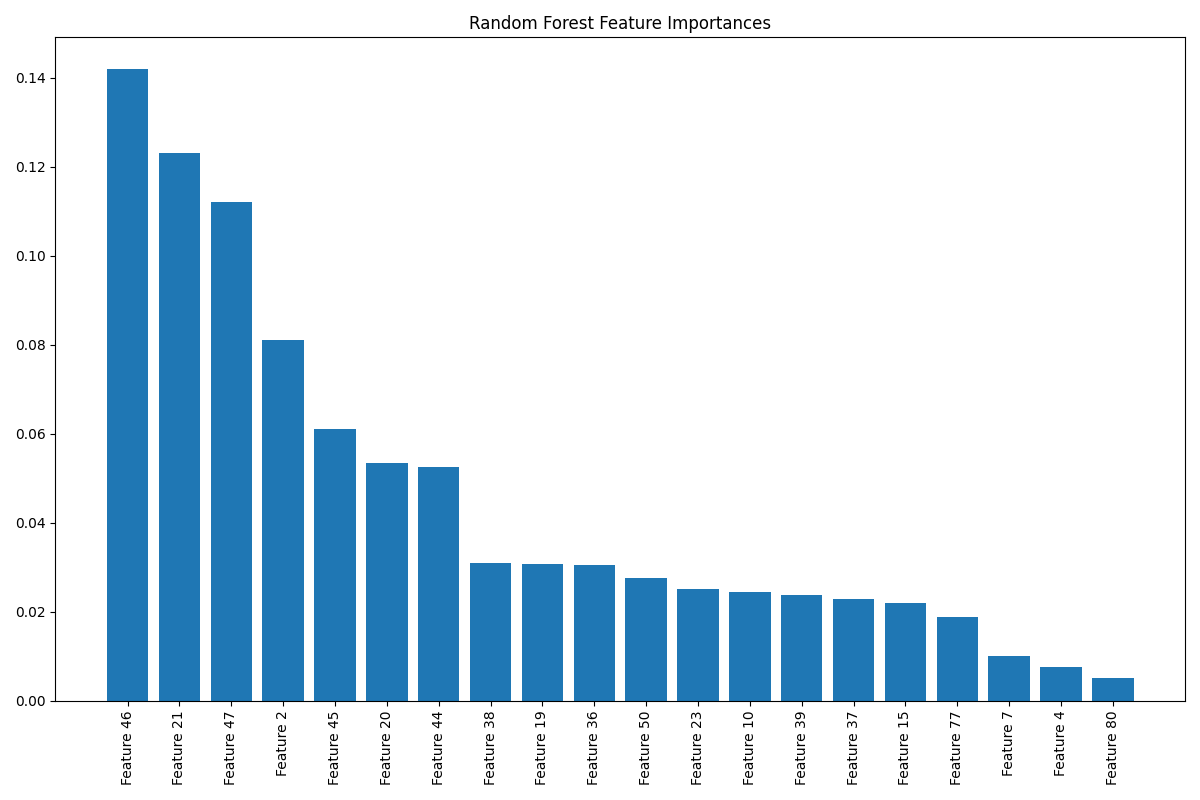 Random Forest Feature Importances
0.14
0.12
0.10
0.08
0.06
0.04
0.02
0.00
Feature 46
Feature 21
Feature 47
Feature 2
Feature 45
Feature 20
Feature 44
Feature 38
Feature 19
Feature 36
Feature 50
Feature 23
Feature 10
Feature 39
Feature 37
Feature 15
Feature 77
Feature 7
Feature 4
Feature 80